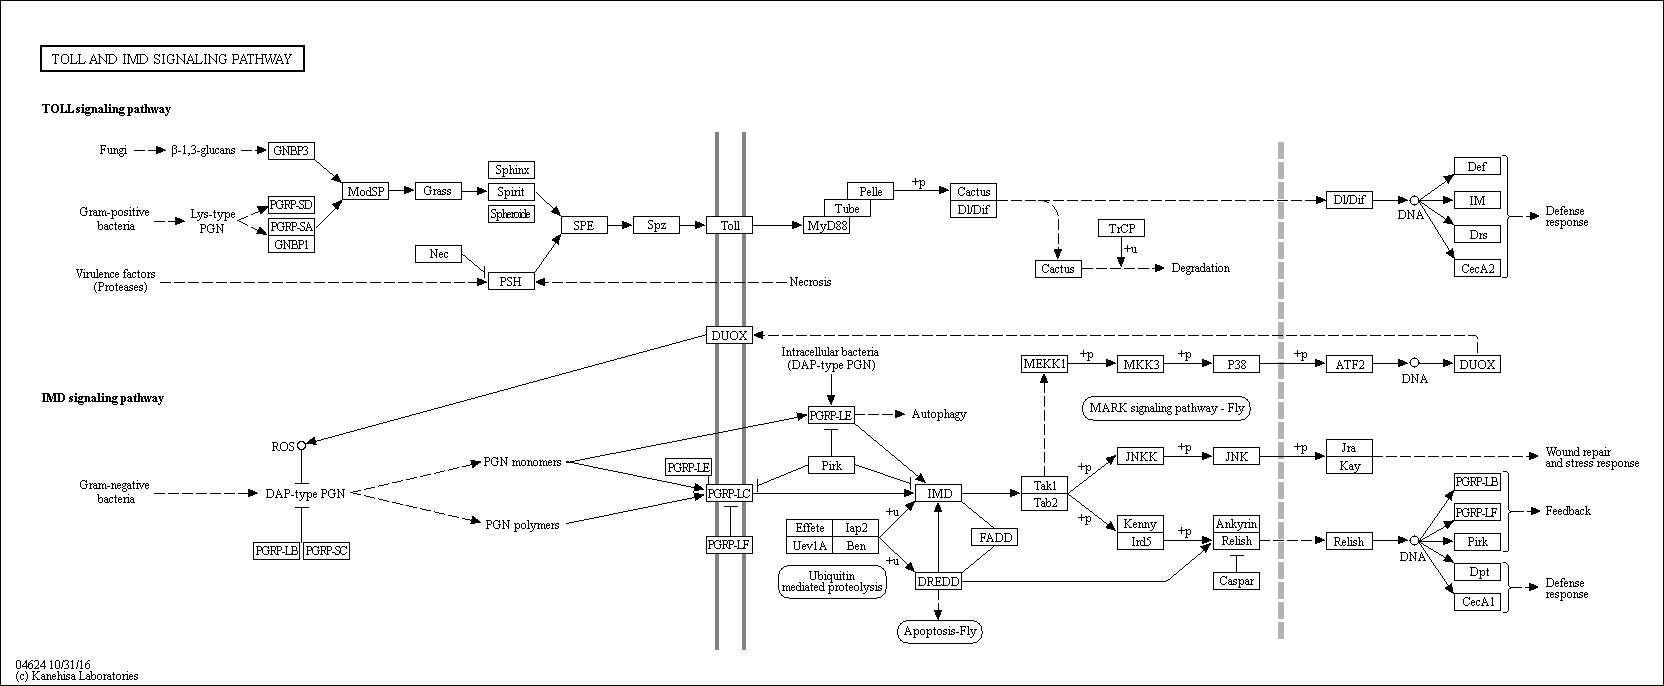 TOLL AND IMD SIGNALING PATHWAY
TOLL signaling pathway
Fungi
β-1,3-glucans
GNBP3
Gram-positive
bacteria
Lys-type
PGN
PGRP-SD
PGRP-SA
GNBP1
ModSP
Grass
Sphinx
Spirit
Spheroide
Virulence factors
(Proteases)
Nec
PSH
SPE
Spz
Toll
Necrosis
MyD88
Tube
Pelle
+p
Cactus
Dl/Dif
Cactus
TrCP
+u
Degradation
Dl/Dif
DNA
Def
IM
Drs
CecA2
Defense
response
DUOX
Intracellular bacteria
(DAP-type PGN)
MEKK1
+p
MKK3
+p
P38
+p
ATF2
DNA
DUOX
IMD signaling pathway
MARK signaling pathway - Fly
PGRP-LE
Autophagy
ROS
Gram-negative
bacteria
DAP-type PGN
PGRP-LB
PGRP-SC
PGN monomers
PGN polymers
PGRP-LE
PGRP-LC
PGRP-LF
Pirk
IMD
Effete
Iap2
Uev1A
Ben
+u
+u
Ubiquitin
mediated proteolysis
FADD
DREDD
Apoptosis-Fly
Tak1
Tab2
+p
+p
JNKK
+p
JNK
+p
Jra
Kay
Wound repair
and stress response
Kenny
Ird5
+p
Ankyrin
Relish
Caspar
Relish
DNA
PGRP-LB
PGRP-LF
Pirk
Dpt
CecA1
Feedback
Defense
response
04624 10/31/16
(c) Kanehisa Laboratories